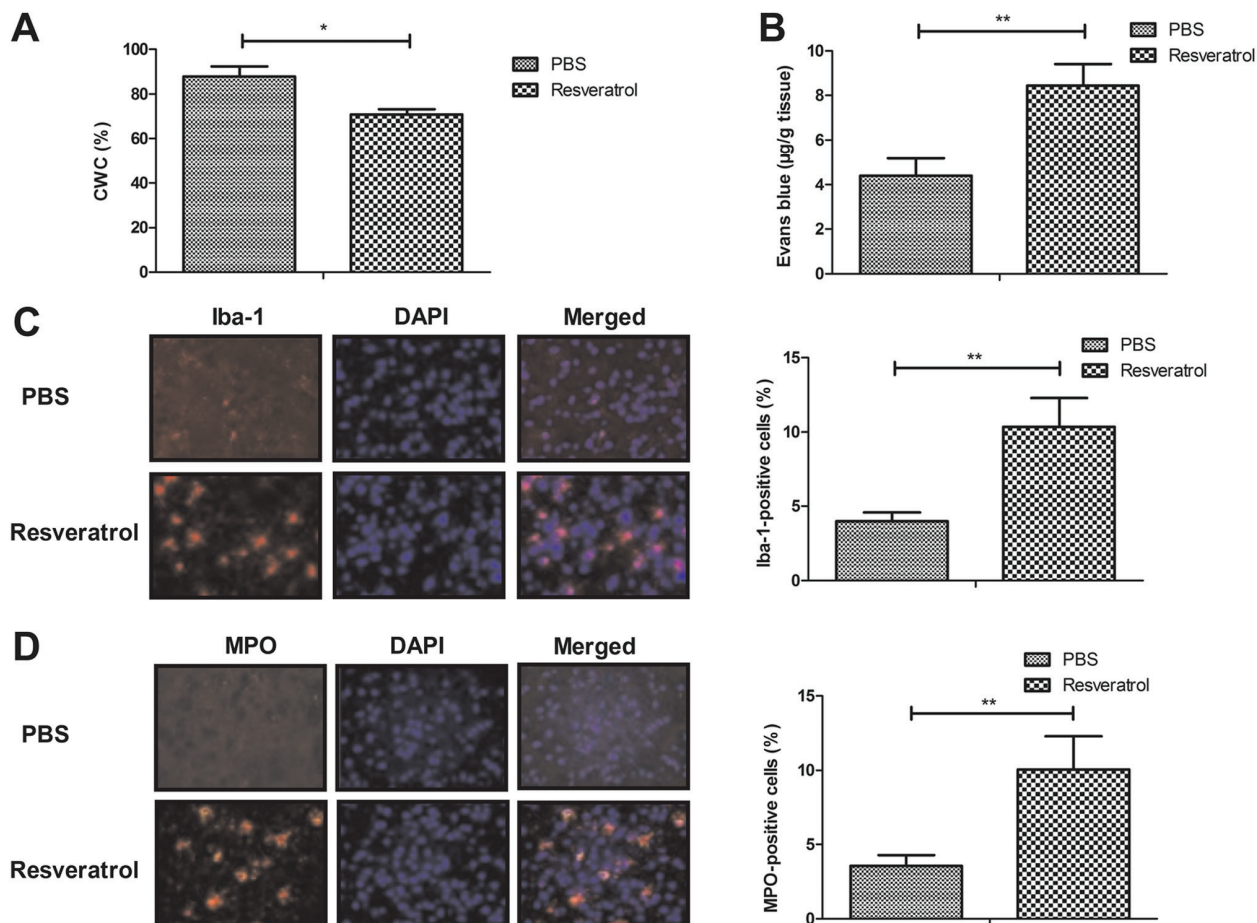 A
*
PBS
Resveratrol
CWC (%)
100
80
60
40
20
0
B
**
PBS
Resveratrol
Evans blue (µg/g tissue)
10
8
6
4
2
0
C
Iba-1 DAPI Merged
PBS
Resveratrol
**
PBS
Resveratrol
Iba-1-positive cells (%)
15
10
5
0
D
MPO DAPI Merged
PBS
Resveratrol
**
PBS
Resveratrol
MPO-positive cells (%)
15
10
5
0